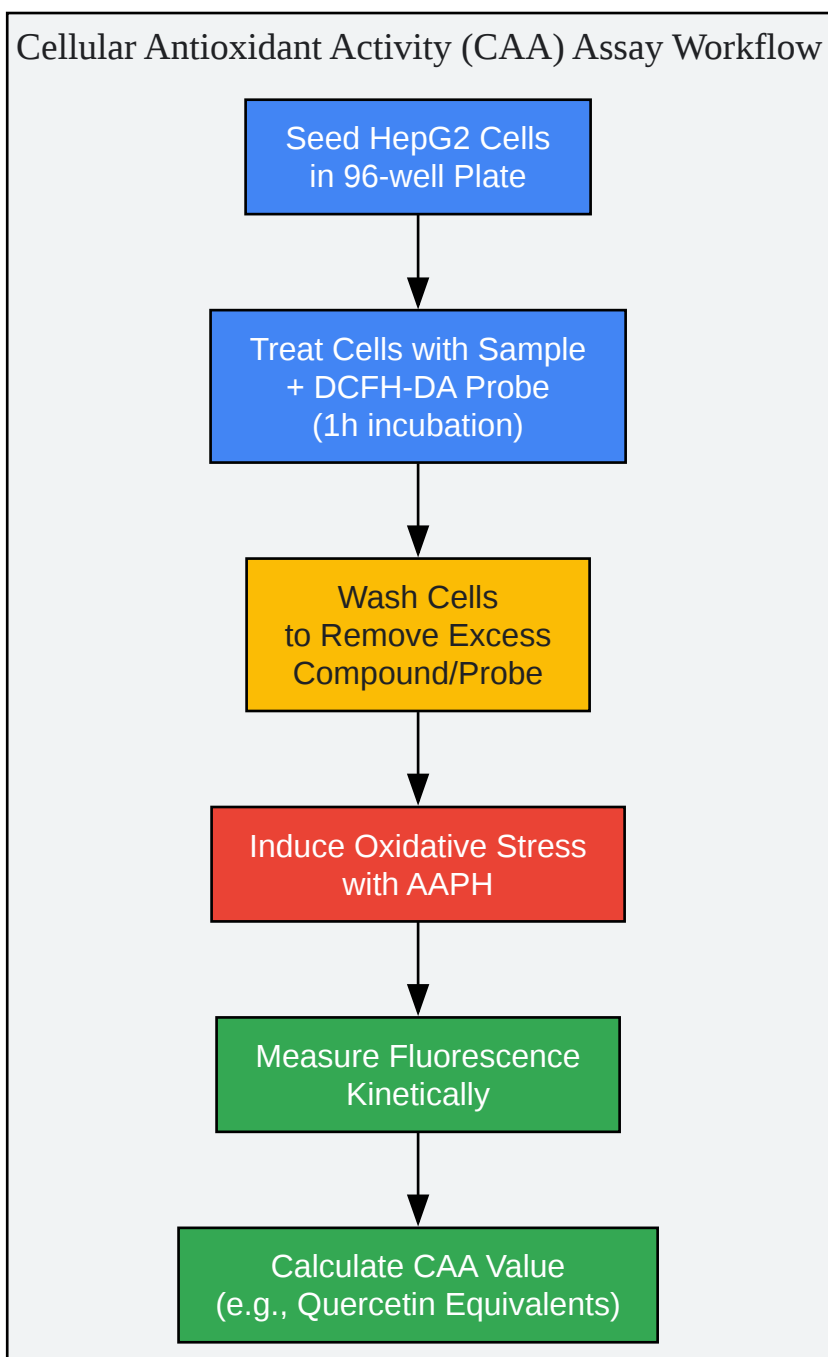 Cellular Antioxidant Activity (CAA) Assay Workflow
Seed HepG2 Cells
in 96-well Plate
Treat Cells with Sample
+ DCFH-DA Probe
(1h incubation)
Wash Cells
to Remove Excess
Compound/Probe
Induce Oxidative Stress
with AAPH
Measure Fluorescence
Kinetically
Calculate CAA Value
(e.g., Quercetin Equivalents)